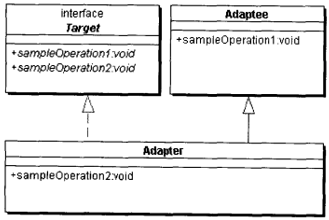 interface
Target
+sampleOperation1:void
+sampleOperation2:void
Adaptee
+sampleOperation1:void
Adapter
+sampleOperation2:void